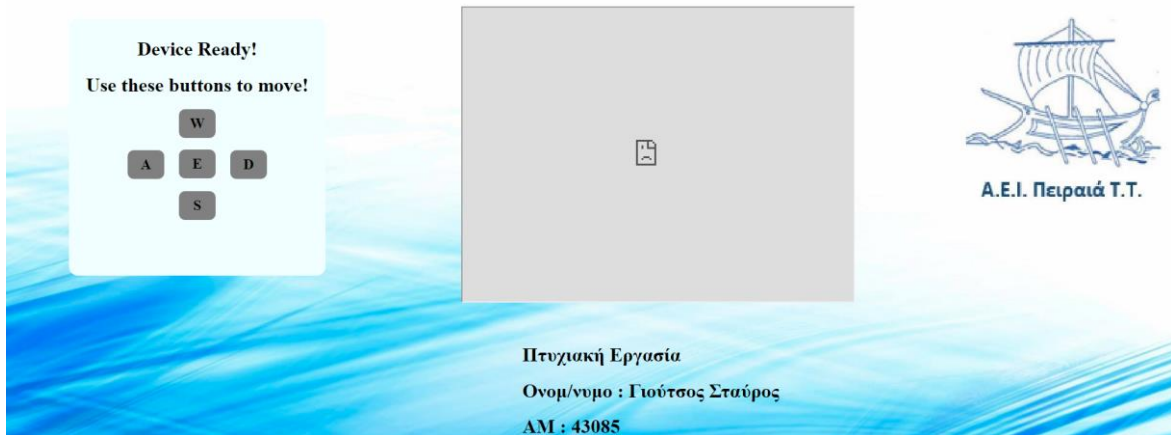 Device Ready!
Use these buttons to move!
W
A E D
S
Α.Ε.Ι. Πειραιά Τ.Τ.
Πτυχιακή Εργασία
Ονομ/νυμο : Γιούτσος Σταύρος
ΑΜ : 43085